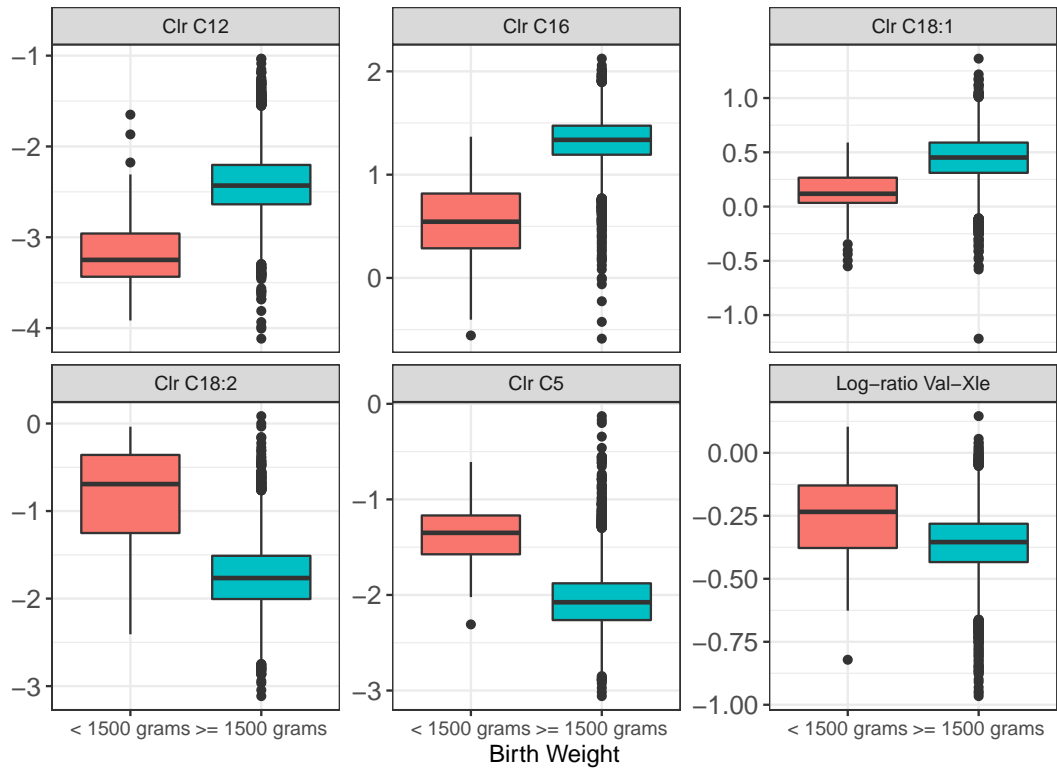 Clr C12
Clr C16
Clr C18:1
−1
−2
−3
−4
2
1
0
1.0
0.5
0.0
−0.5
−1.0
Clr C18:2
Clr C5
Log−ratio Val−Xle
0
−1
−2
−3
0
−1
−2
−3
0.00
−0.25
−0.50
−0.75
−1.00
< 1500 grams >= 1500 grams
< 1500 grams >= 1500 grams
< 1500 grams >= 1500 grams
Birth Weight